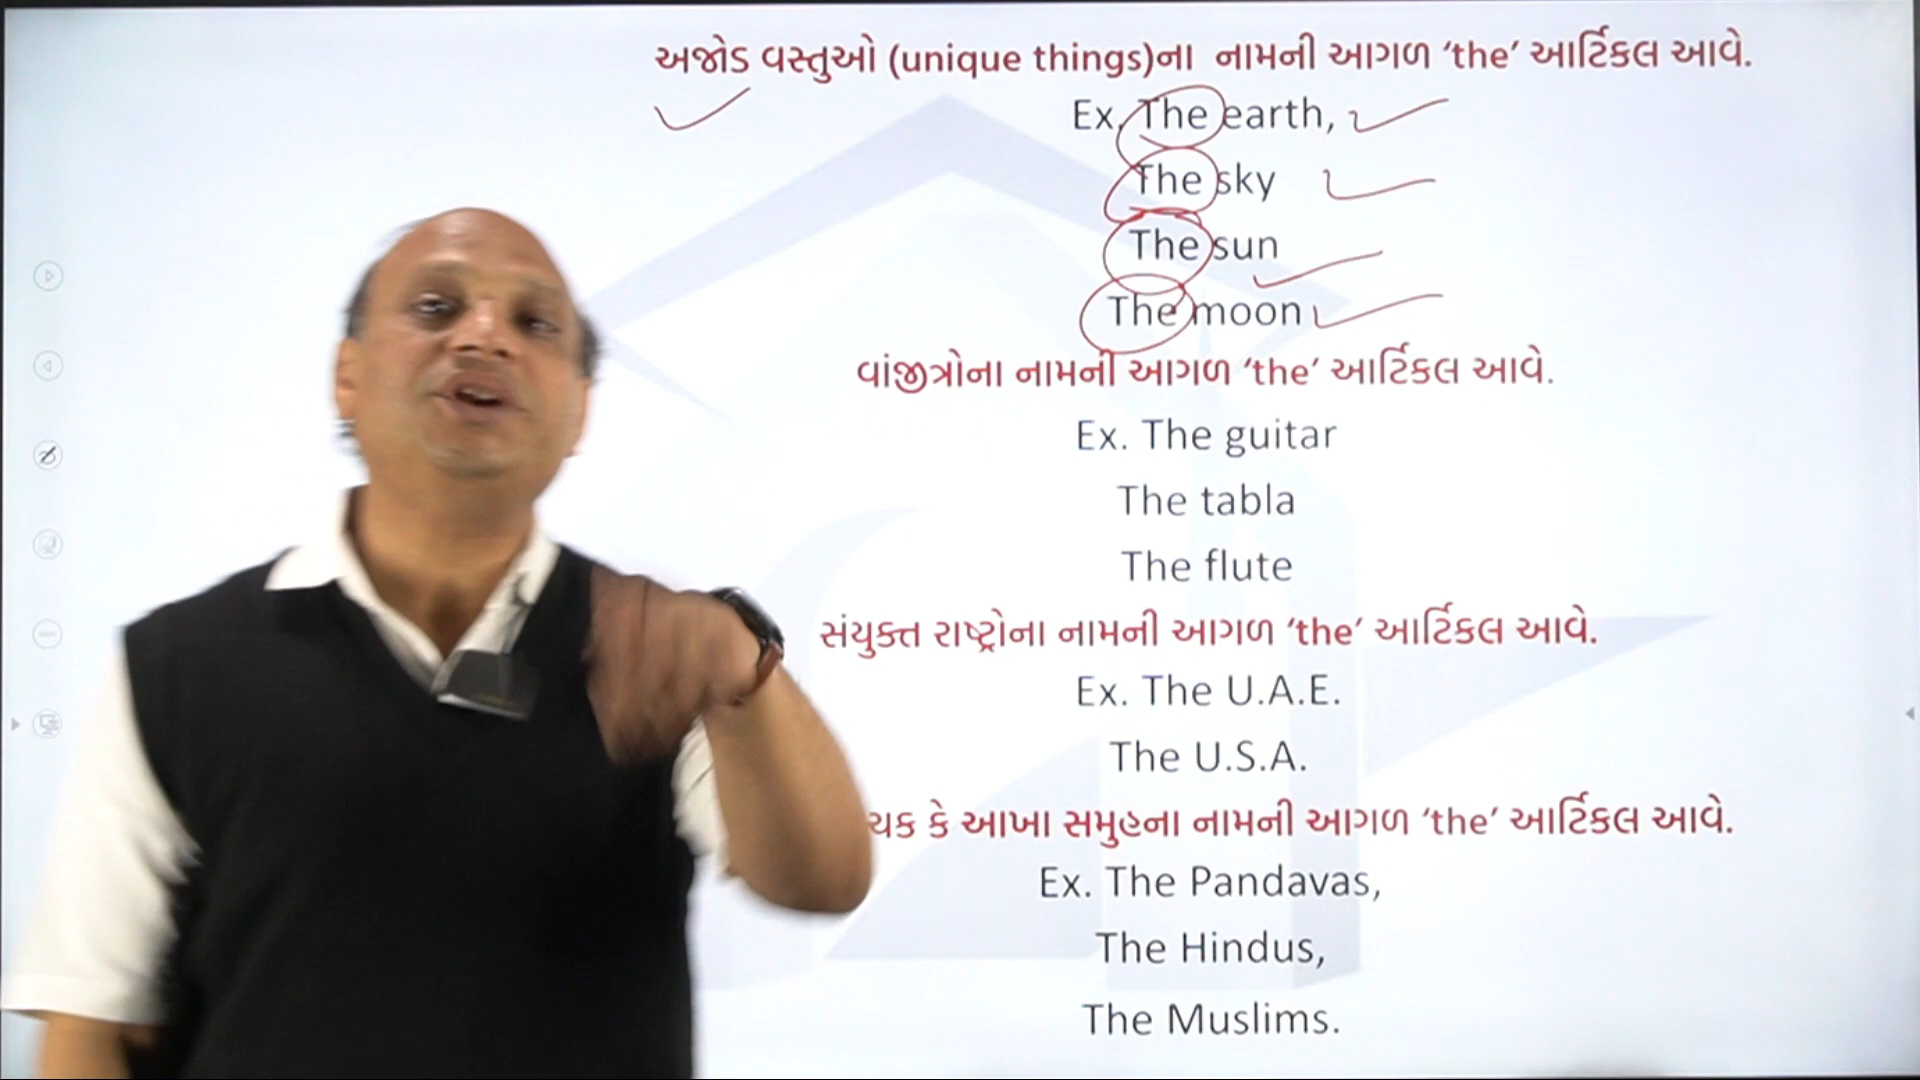 અજોડ વસ્તુઓ (unique things)ના નામની આગળ ‘the’ આર્ટિકલ આવે.
Ex. The earth,
The sky
The sun
The moon
વાંજીત્રોના નામની આગળ ‘the’ આર્ટિકલ આવે.
Ex. The guitar
The tabla
The flute
સંયુક્ત રાષ્ટ્રોના નામની આગળ ‘the’ આર્ટિકલ આવે.
Ex. The U.A.E.
The U.S.A.
કે આખા સમુહના નામની આગળ ‘the’ આર્ટિકલ આવે.
Ex. The Pandavas,
The Hindus,
The Muslims.